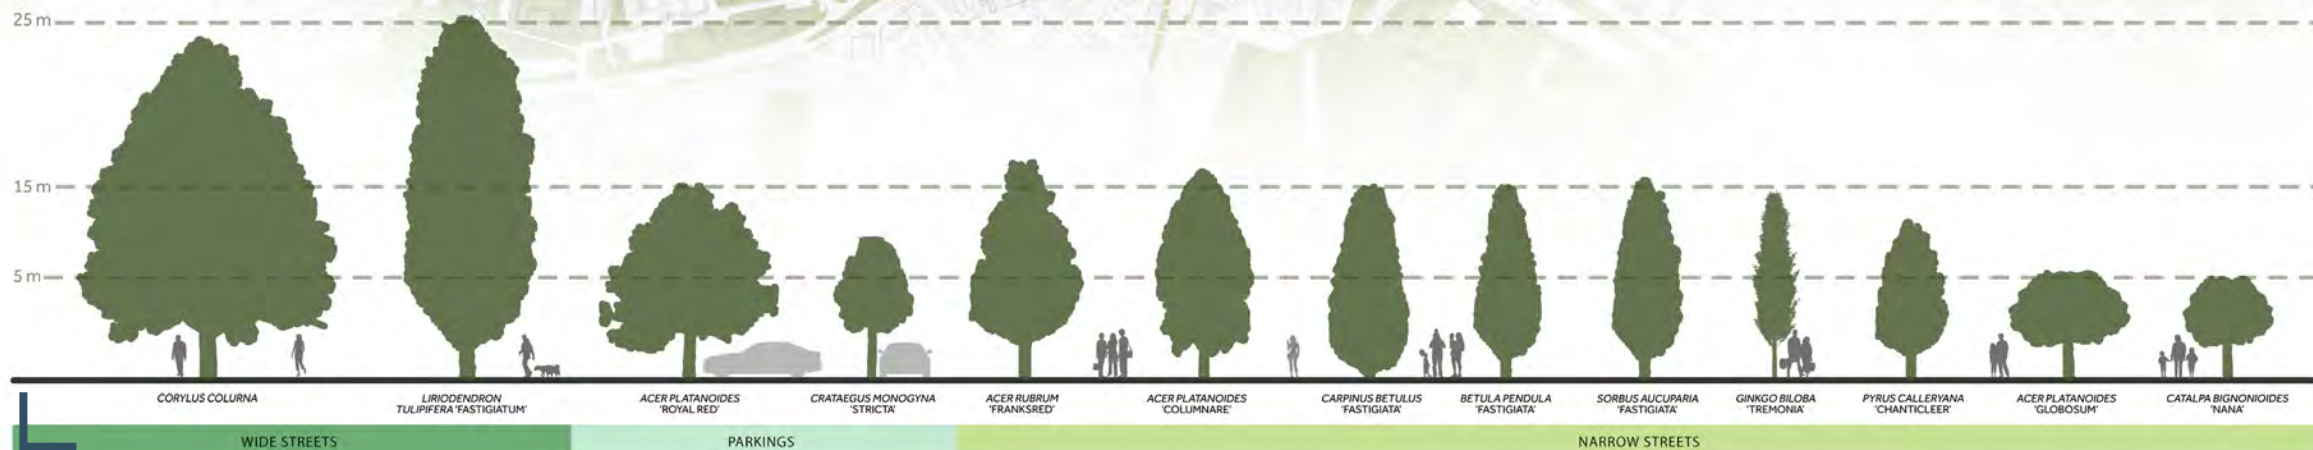 25 m
15 m
5 m
CORYLUS COLURNA
LIRIODENDRON
TULIPIFERA 'FASTIGIATUM'
ACER PLATANOIDES
'ROYAL RED'
CRATAEGUS MONOGYNA
'STRICTA'
ACER RUBRUM
'FRANKSRED'
ACER PLATANOIDES
'COLUMNARE'
CARPINUS BETULUS
'FASTIGIATA'
BETULA PENDULA
'FASTIGIATA'
SORBUS AUCUPARIA
'FASTIGIATA'
GINKGO BILOBA
'TREMONIA'
PYRUS CALLERYANA
'CHANTICLEER'
ACER PLATANOIDES
'GLOBOSUM'
CATALPA BIGNONIOIDES
'NANA'
WIDE STREETS
PARKINGS
NARROW STREETS